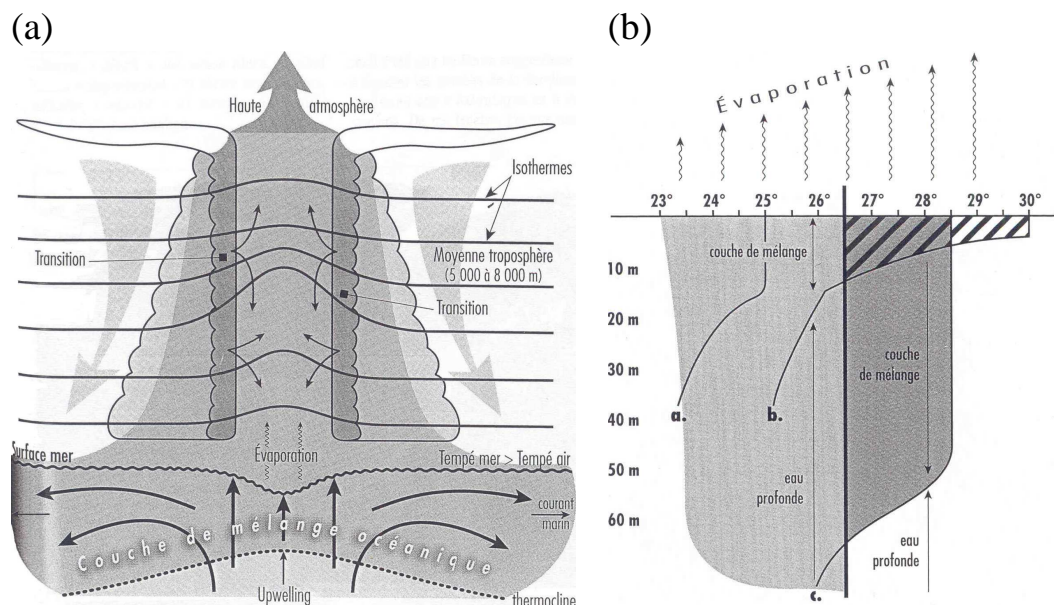 (a)
Haute atmosphère
Isothermes
Transition
Moyenne troposphère
(5 000 à 8 000 m)
Transition
Surface mer
Évaporation
Tempé mer > Tempé air
courant
marin
Couche de mélange océanique
Upwelling
thermocline
(b)
Évaporation
23° 24° 25° 26° 27° 28° 29° 30°
couche de mélange
10 m
20 m
30 m
couche
de mélange
a.
b.
40 m
50 m
eau
profonde
60 m
eau
profonde
c.